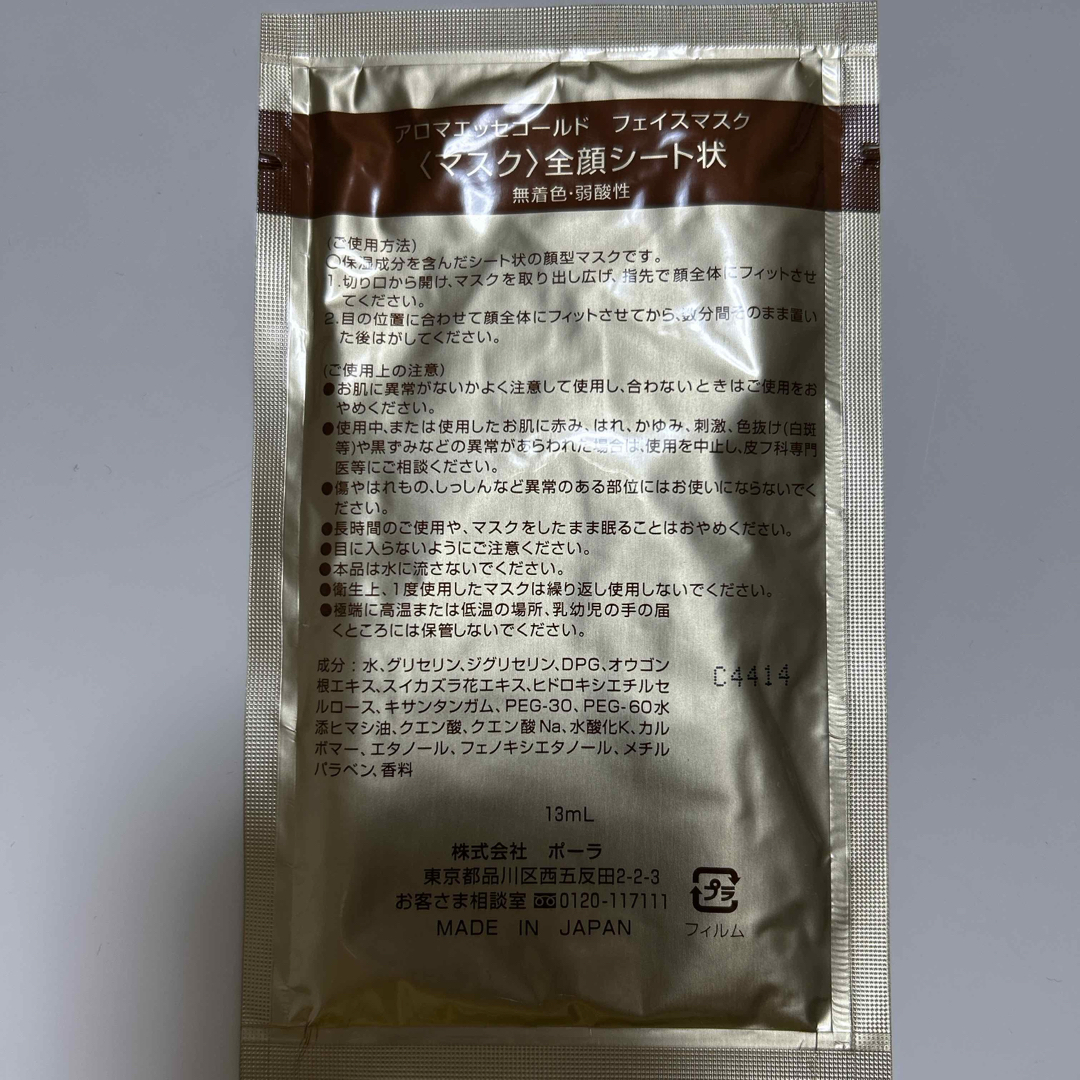 アロマエッセゴールド　フェイスマスク
〈マスク〉全顔シート状
無着色・弱酸性
(ご使用方法)
○保湿成分を含んだシート状の顔型マスクです。
1.切り口から開け、マスクを取り出し広げ、指先で顔全体にフィットさせ
てください。
2.目の位置に合わせて顔全体にフィットさせてから、数分間そのまま置い
た後はがしてください。
(ご使用上の注意)
●お肌に異常がないかよく注意して使用し、合わないときはご使用をお
やめください。
●使用中、または使用したお肌に赤み、はれ、かゆみ、刺激、色抜け(白斑
等)や黒ずみなどの異常があらわれた場合は、使用を中止し、皮フ科専門
医等にご相談ください。
●傷やはれもの、しっしんなど異常のある部位にはお使いにならないでく
ださい。
●長時間のご使用や、マスクをしたまま眠ることはおやめください。
●目に入らないようにご注意ください。
●本品は水に流さないでください。
●衛生上、1度使用したマスクは繰り返し使用しないでください。
●極端に高温または低温の場所、乳幼児の手の届
くところには保管しないでください。
成分：水、グリセリン、ジグリセリン、DPG、オウゴン
根エキス、スイカズラ花エキス、ヒドロキシエチルセ
ルロース、キサンタンガム、PEG-30、PEG-60水
添ヒマシ油、クエン酸、クエン酸Na、水酸化K、カル
ボマー、エタノール、フェノキシエタノール、メチル
パラベン、香料
C4414
13mL
株式会社　ポーラ
東京都品川区西五反田2-2-3
お客さま相談室 0120-117111
MADE IN JAPAN
プラ
フィルム